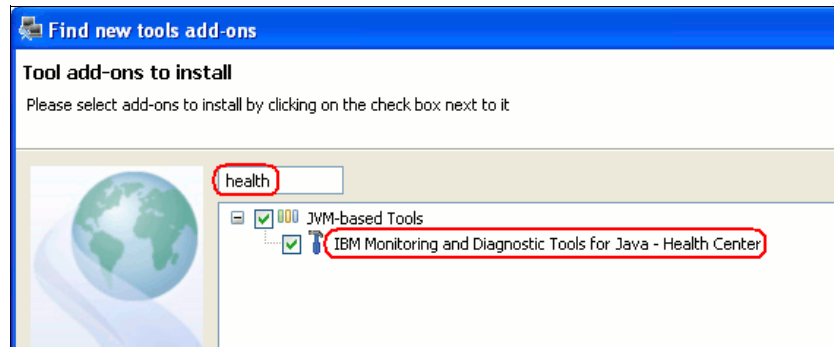 Find new tools add-ons
Tool add-ons to install
Please select add-ons to install by clicking on the check box next to it
health
JVM-based Tools
IBM Monitoring and Diagnostic Tools for Java - Health Center